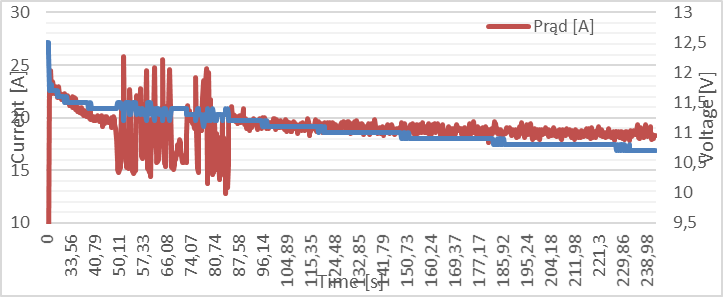 Prąd [A]
30
25
20
15
10
Current [A]
13
12,5
12
11,5
11
10,5
10
9,5
Voltage [V]
0 33,56 40,79 50,11 57,33 66,08 74,07 80,74 87,58 96,14 104,89 115,35 124,48 132,85 141,79 150,73 160,24 169,37 177,17 185,92 195,24 204,18 211,98 221,3 229,86 238,98
Time [s]